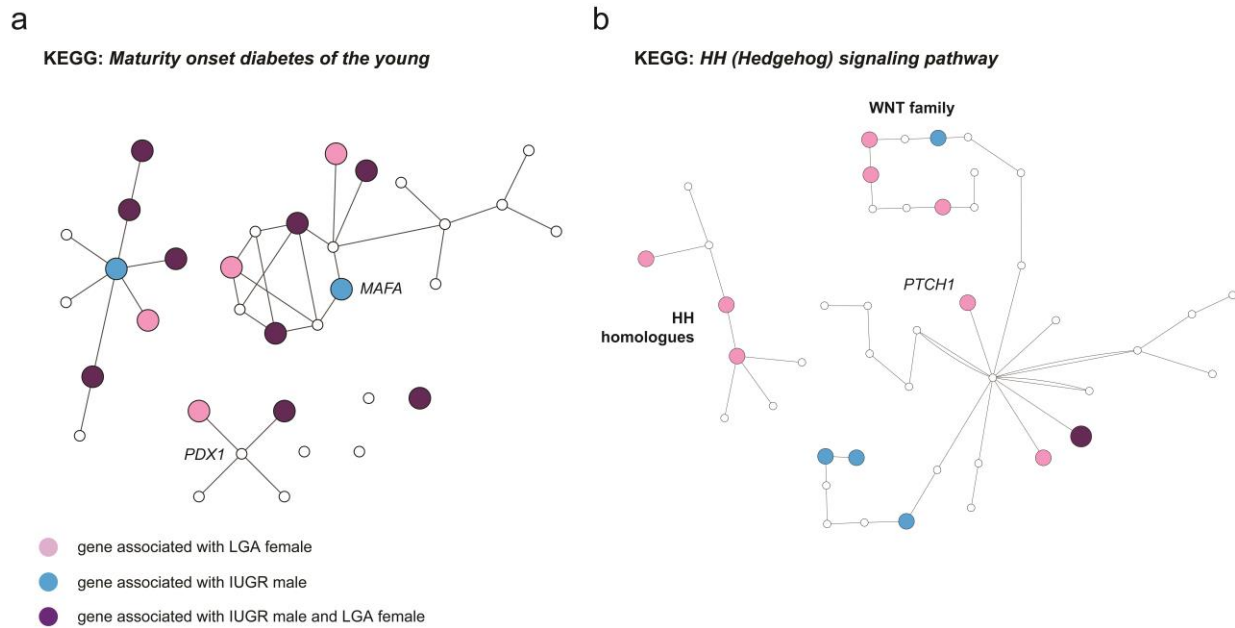 a
KEGG: Maturity onset diabetes of the young
MAFA
PDX1
gene associated with LGA female
gene associated with IUGR male
gene associated with IUGR male and LGA female
b
KEGG: HH (Hedgehog) signaling pathway
WNT family
PTCH1
HH
homologues